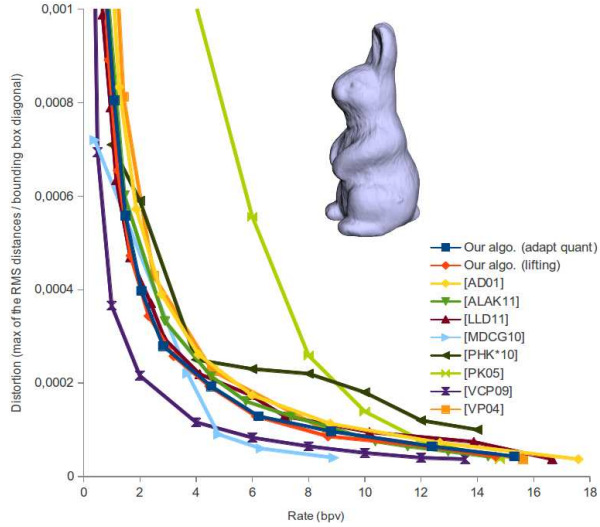 0,001
0,0008
0,0006
0,0004
0,0002
0
0 2 4 6 8 10 12 14 16 18
Distortion (max of the RMS distances / bounding box diagonal)
Rate (bpv)
Our algo. (adapt quant)
Our algo. (lifting)
[AD01]
[ALAK11]
[LLD11]
[MDCG10]
[PHK*10]
[PK05]
[VCP09]
[VP04]